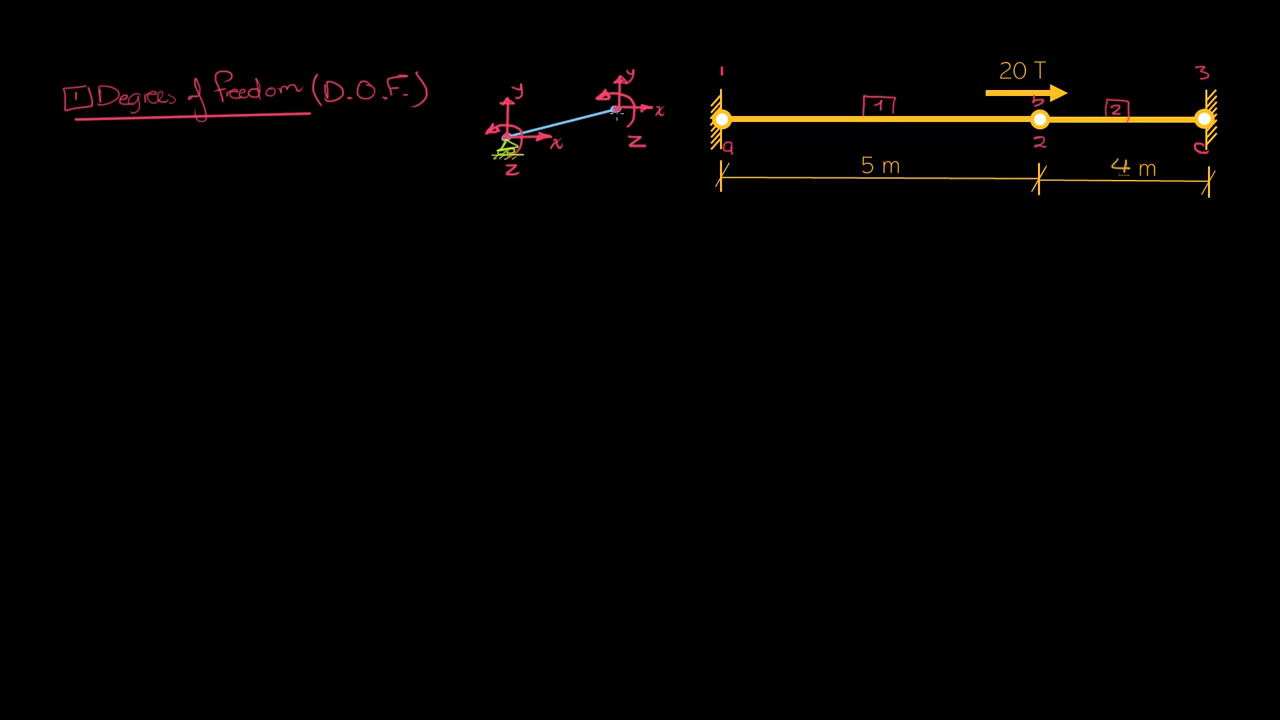 1 Degrees of freedom (D.O.F.)
y
x
z
y
x
z
1
20 T
3
1
b
2
a
2
c
5 m
4 m